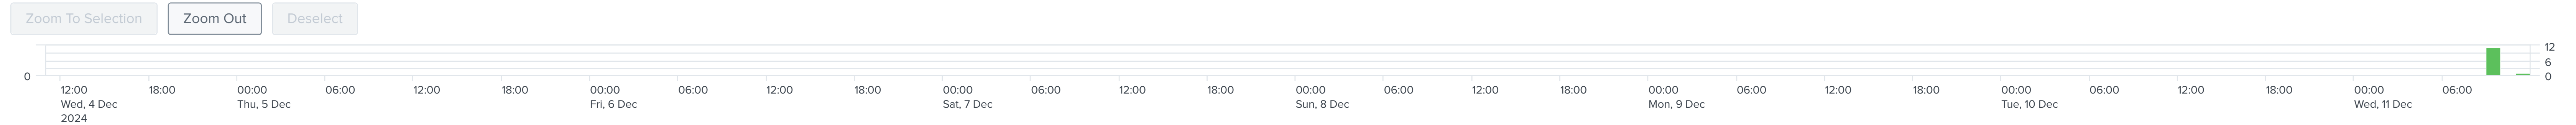 Zoom To Selection Zoom Out Deselect
12
0 6
0
12:00 18:00 00:00 06:00 12:00 18:00 00:00 06:00 12:00 18:00 00:00 06:00 12:00 18:00 00:00 06:00 12:00 18:00 00:00 06:00 12:00 18:00 00:00 06:00 12:00 18:00 00:00 06:00
Wed, 4 Dec Thu, 5 Dec Fri, 6 Dec Sat, 7 Dec Sun, 8 Dec Mon, 9 Dec Tue, 10 Dec Wed, 11 Dec
2024